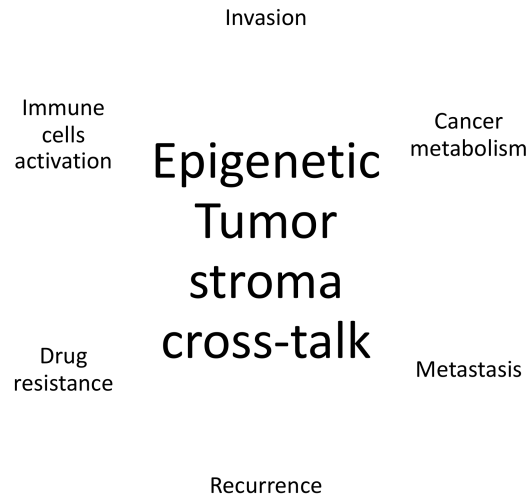 Invasion
Immune
cells
activation
Cancer
metabolism
Epigenetic
Tumor
stroma
cross-talk
Drug
resistance
Metastasis
Recurrence